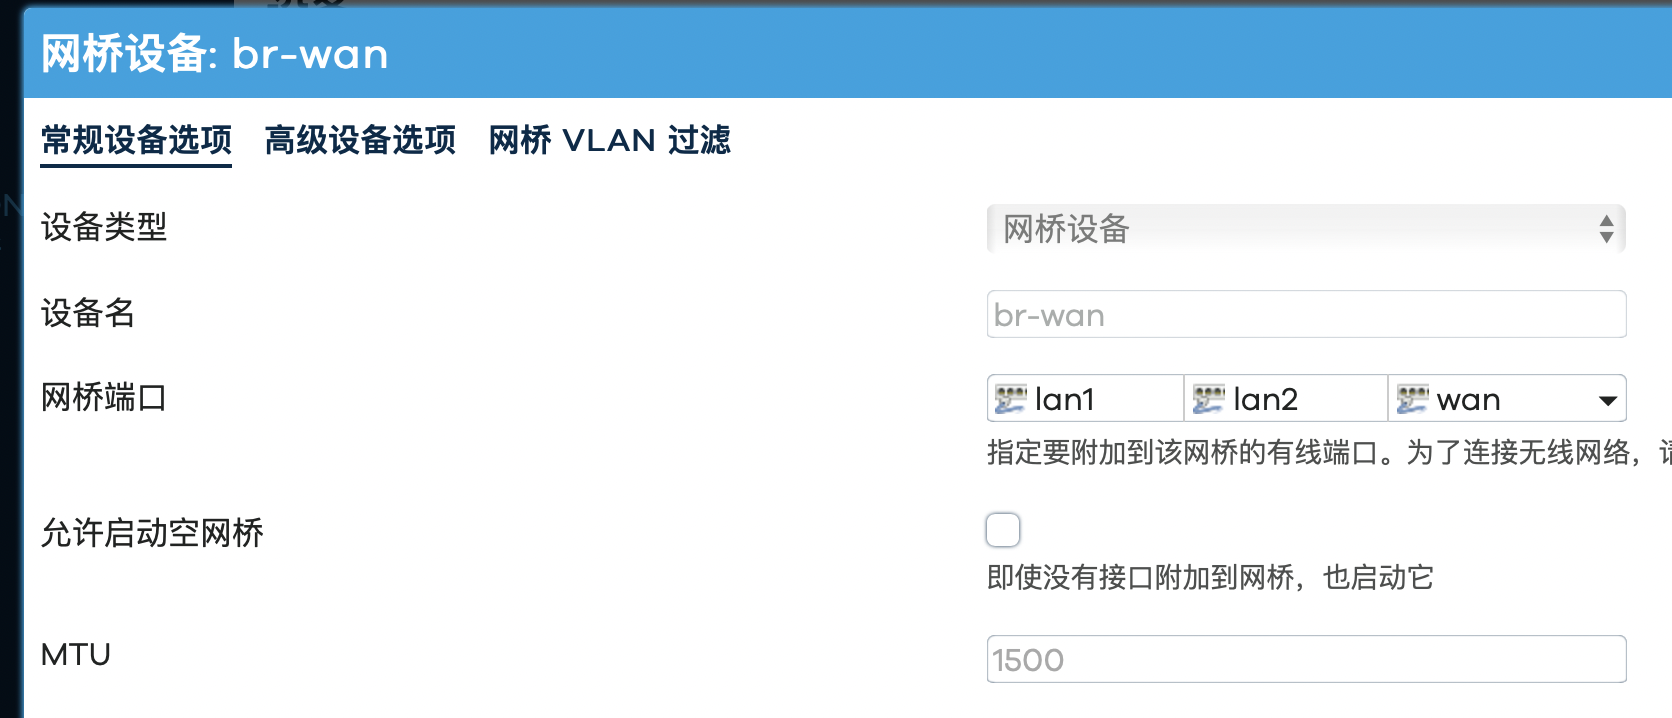 网桥设备: br-wan
常规设备选项 高级设备选项 网桥 VLAN 过滤
设备类型 网桥设备
设备名 br-wan
网桥端口 lan1 lan2 wan
指定要附加到该网桥的有线端口。为了连接无线网络，
允许启动空网桥
即使没有接口附加到网桥，也启动它
MTU 1500